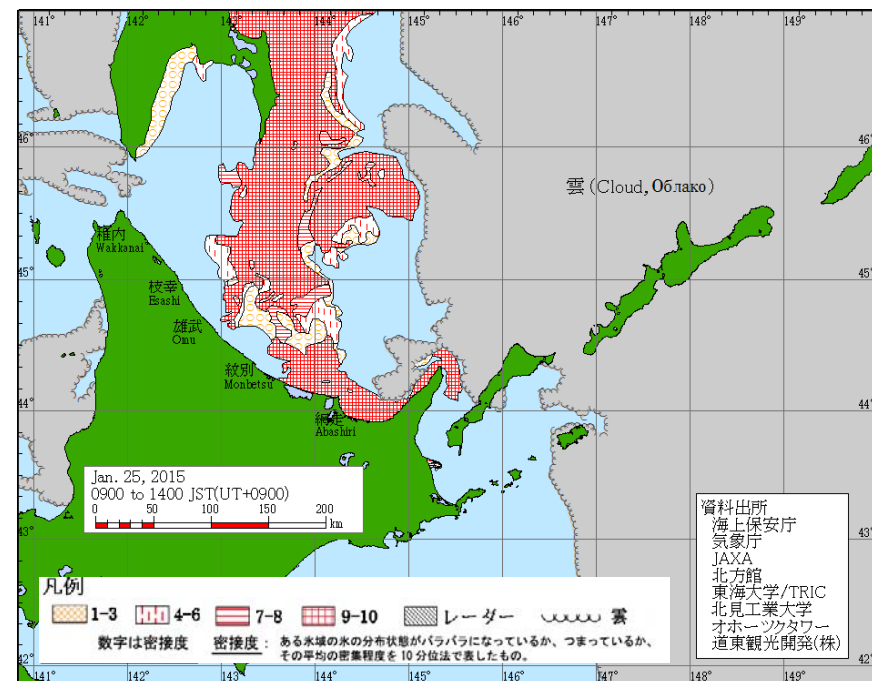 141° 142° 143° 144° 145° 146° 147° 148° 149°
46° 46°
雲(Cloud, Облако)
稚内
Wakkanai
45° 45°
枝幸
Esashi
雄武
Omu
紋別
Monbetsu
44° 44°
網走
Abashiri
Jan. 25, 2015
0900 to 1400 JST(UT+0900)
0 50 100 150 200
km
43° 43°
資料出所
海上保安庁
気象庁
JAXA
北方館
東海大学/TRIC
北見工業大学
オホーツクタワー
道東観光開発(株)
凡例
1-3 4-6 7-8 9-10 レーダー 雲
数字は密接度 密接度: ある氷域の氷の分布状態がバラバラになっているか、つまっているか、
その平均の密集程度を10分位法で表したもの。
42° 42°
141° 142° 143° 144° 145° 146° 147° 148° 149°